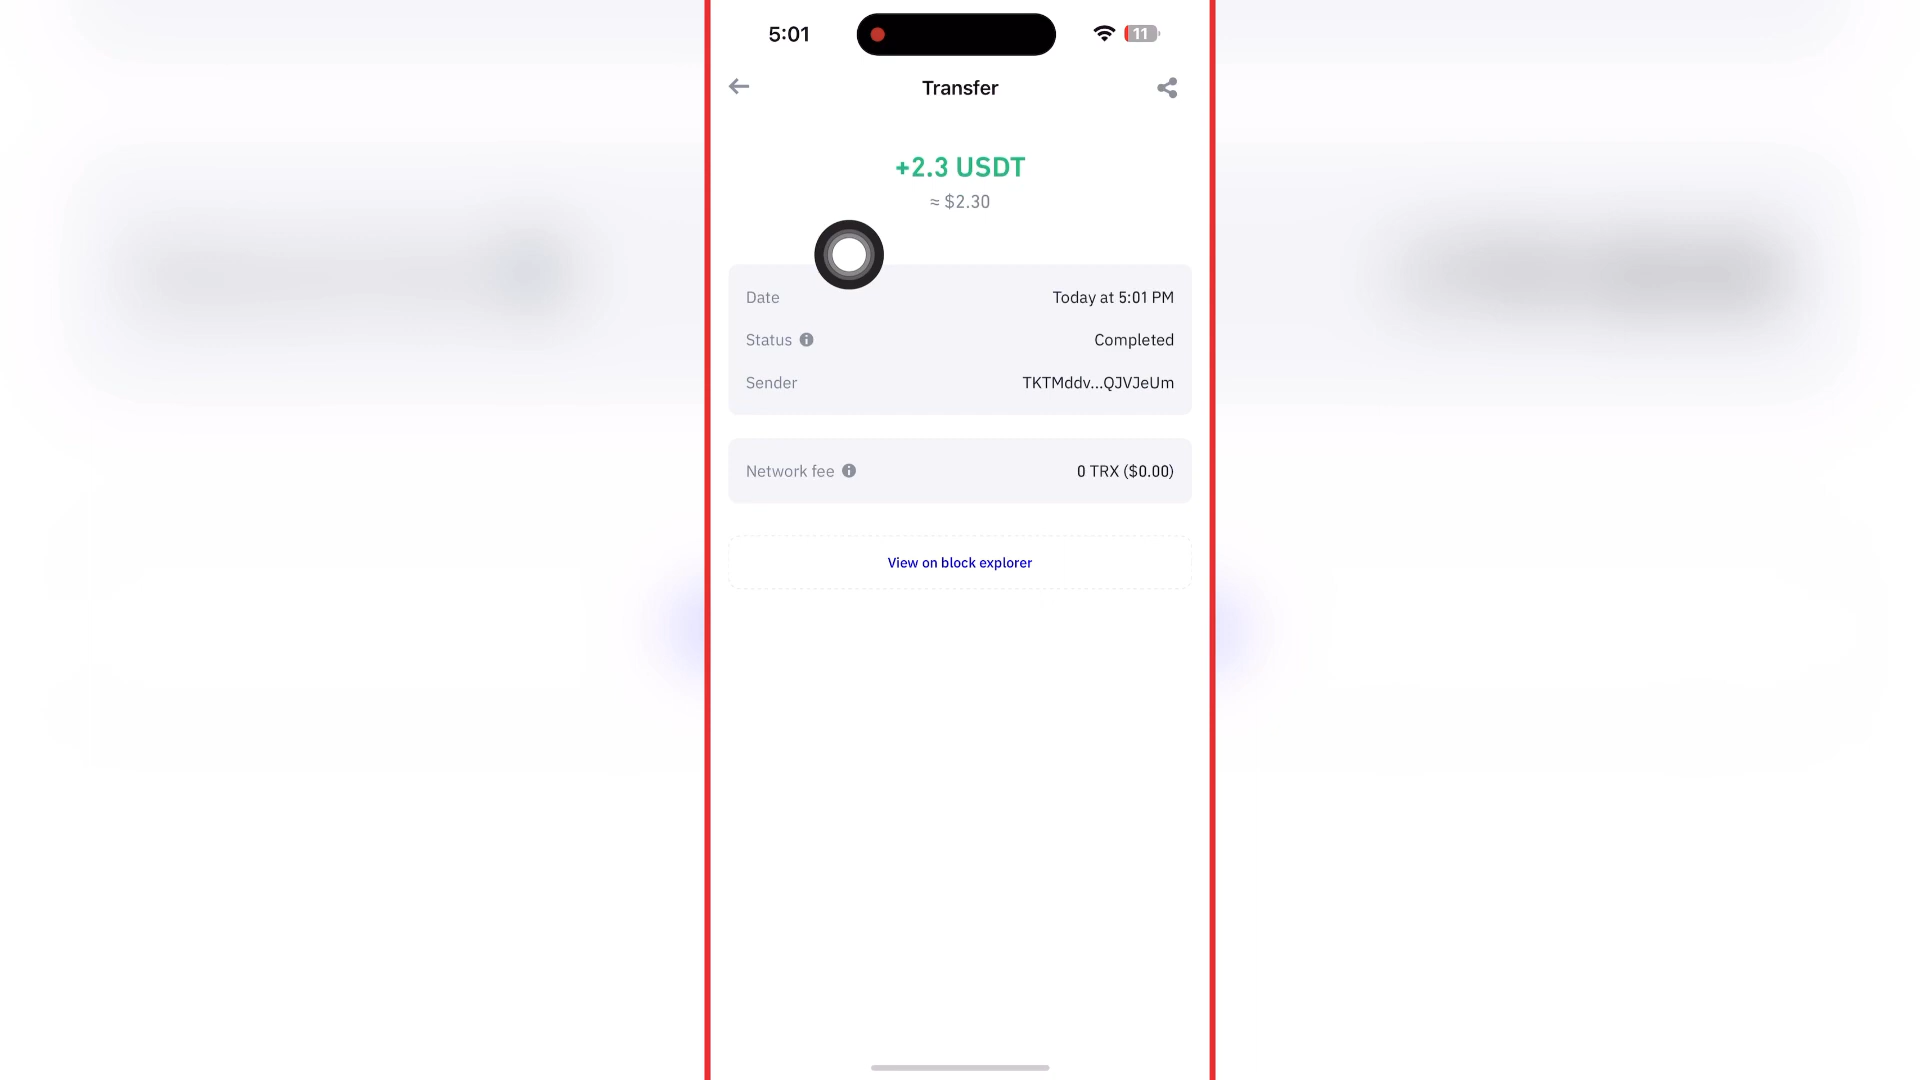 5:01
11
Transfer
+2.3 USDT
≈ $2.30
Date
Today at 5:01 PM
Status
Completed
Sender
TKTMddv...QJVJeUm
Network fee
0 TRX ($0.00)
View on block explorer